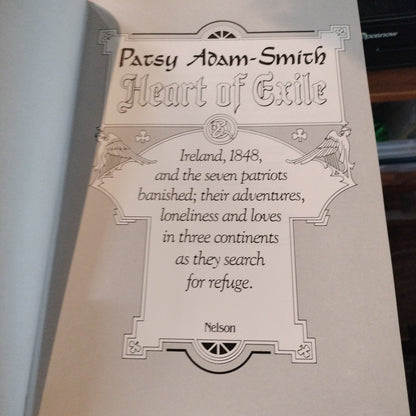 Patsy Adam-Smith
Heart of Exile
Ireland, 1848,
and the seven patriots
banished; their adventures,
loneliness and loves
in three continents
as they search
for refuge.
Nelson